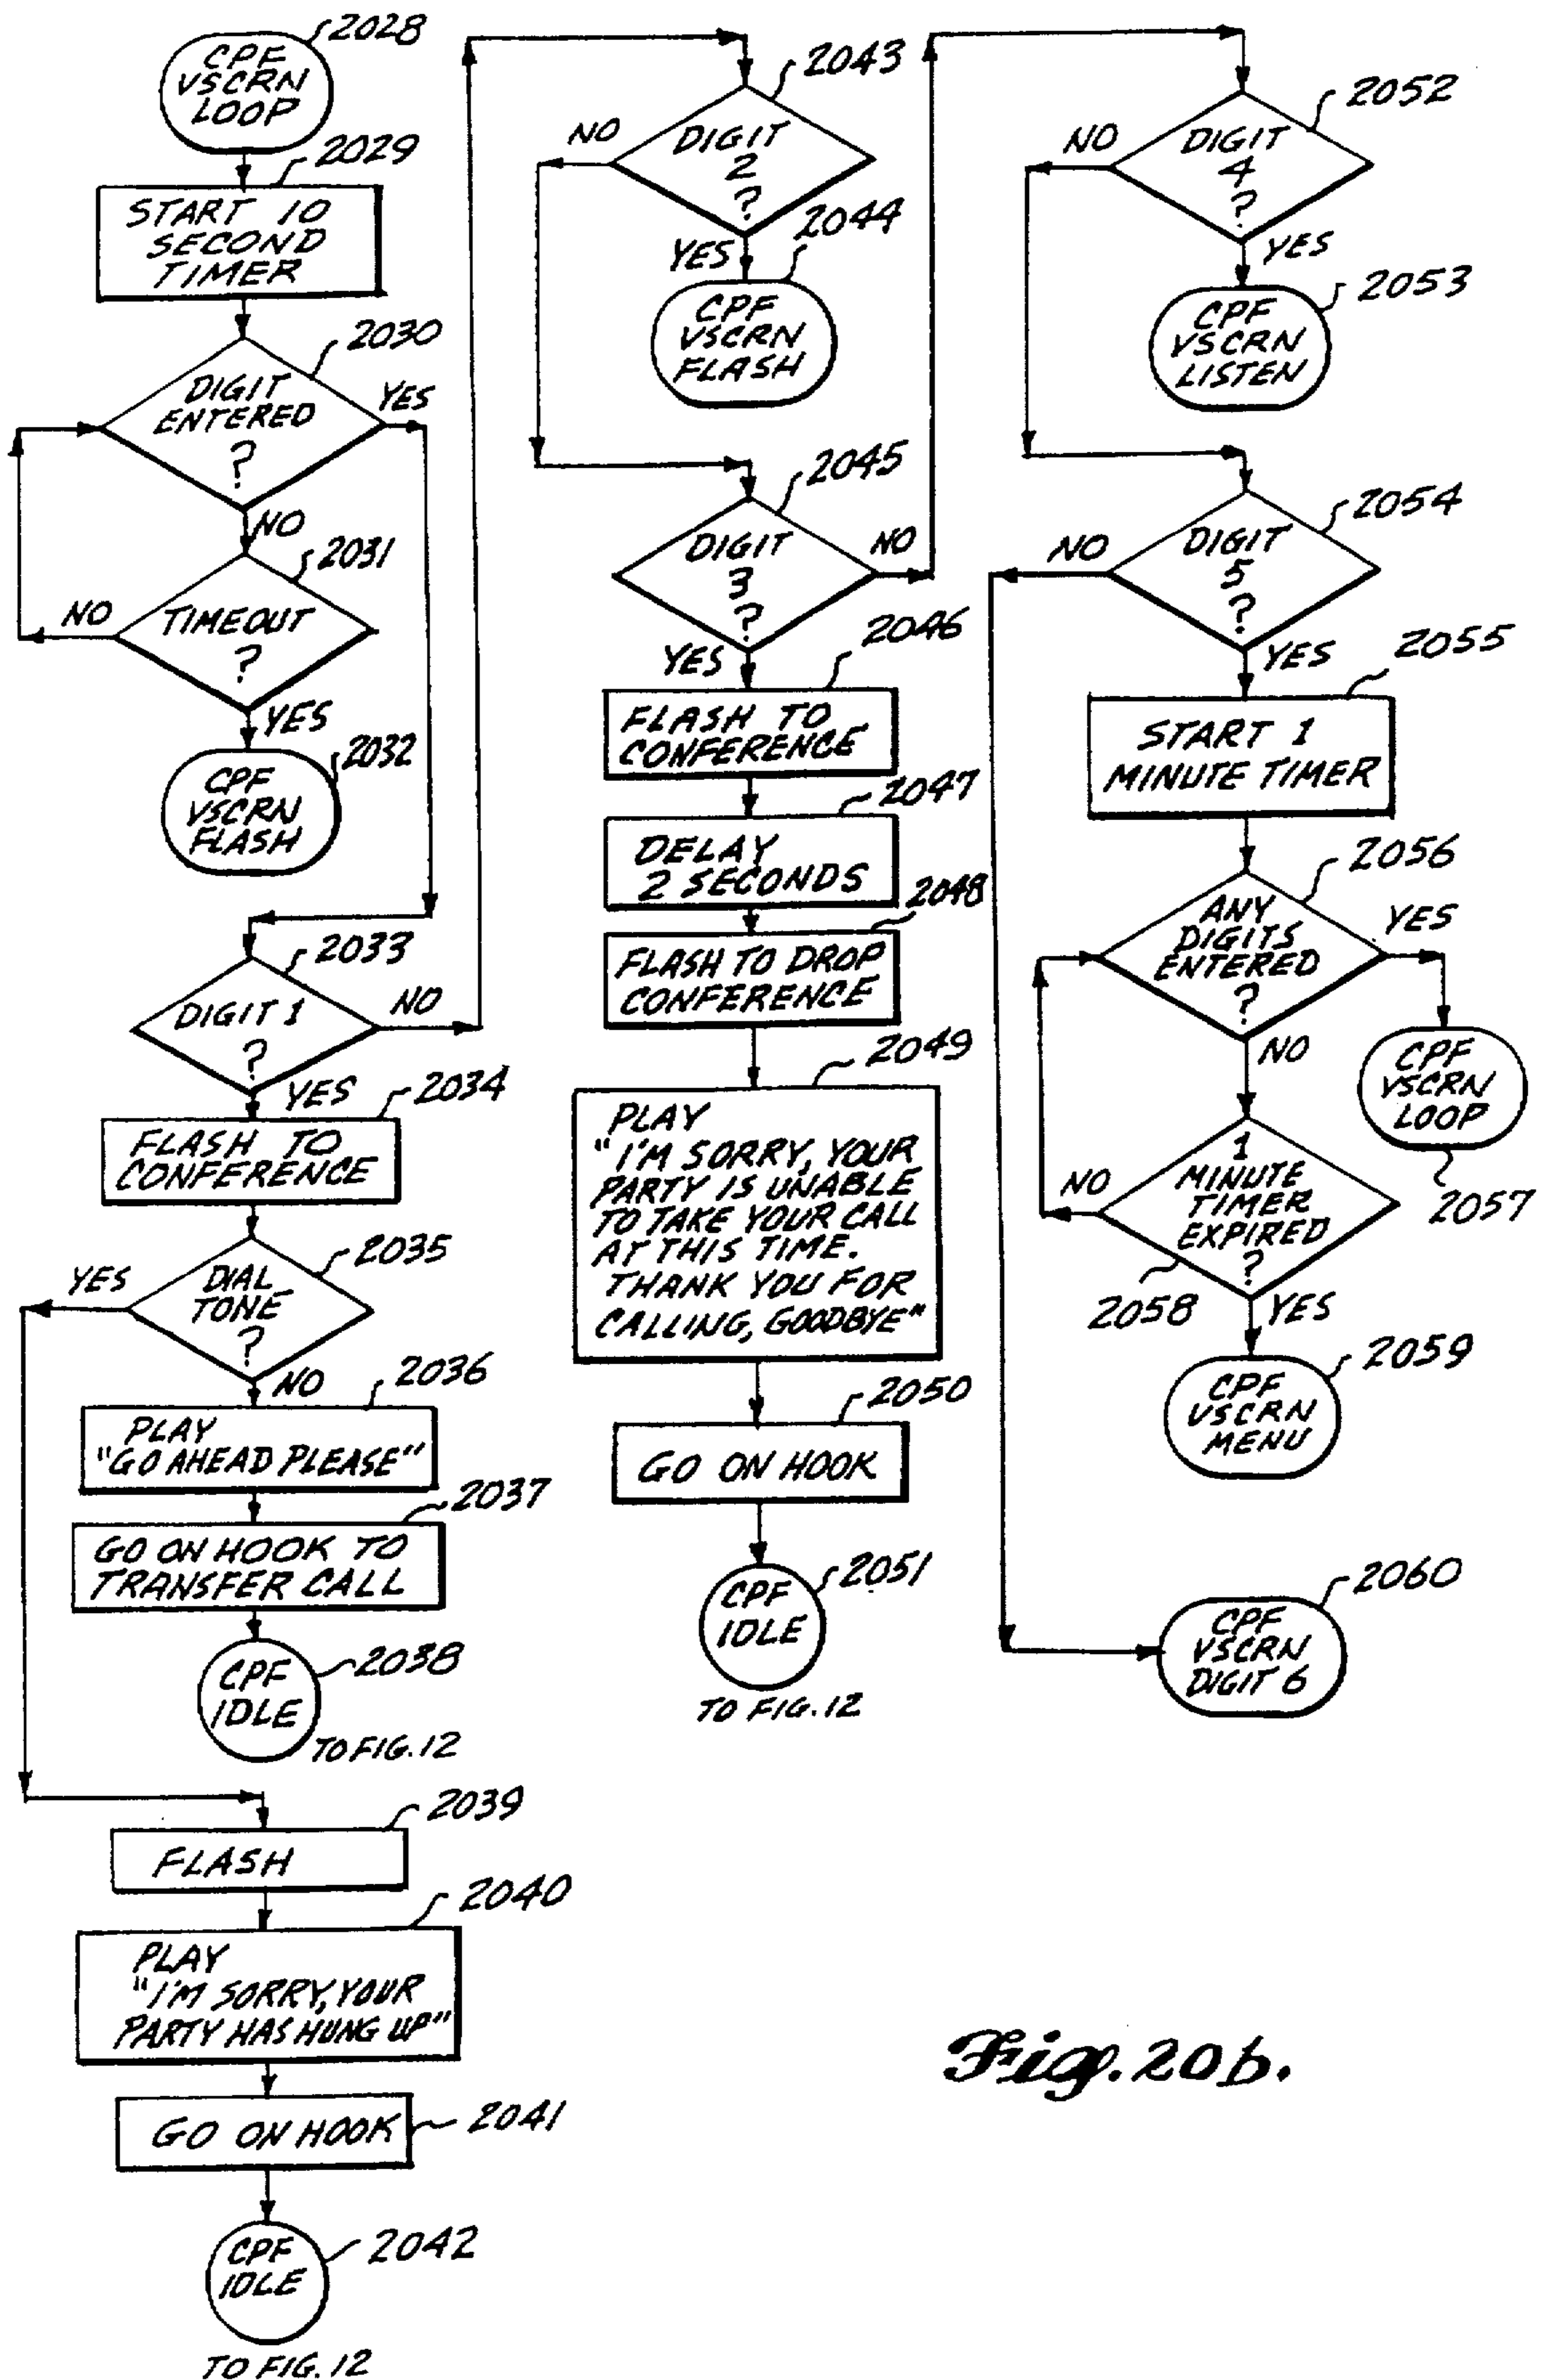 2028
CPF
VSCRN
LOOP
2029
START 10
SECOND
TIMER
2030
DIGIT
ENTERED
?
YES
NO
2031
TIMEOUT
?
NO
YES
2032
CPF
VSCRN
FLASH
2033
DIGIT 1
?
NO
YES
2034
FLASH TO
CONFERENCE
2035
DIAL
TONE
?
YES
NO
2036
PLAY
"GO AHEAD PLEASE"
2037
GO ON HOOK TO
TRANSFER CALL
2038
CPF
IDLE
TO FIG. 12
2039
FLASH
2040
PLAY
"I'M SORRY, YOUR
PARTY HAS HUNG UP"
2041
GO ON HOOK
2042
CPF
IDLE
TO FIG. 12
2043
DIGIT
2
?
NO
YES
2044
CPF
VSCRN
FLASH
2045
DIGIT
3
?
NO
YES
2046
FLASH TO
CONFERENCE
2047
DELAY
2 SECONDS
2048
FLASH TO DROP
CONFERENCE
2049
PLAY
"I'M SORRY, YOUR
PARTY IS UNABLE
TO TAKE YOUR CALL
AT THIS TIME.
THANK YOU FOR
CALLING, GOODBYE"
2050
GO ON HOOK
2051
CPF
IDLE
TO FIG. 12
2052
DIGIT
4
?
NO
YES
2053
CPF
VSCRN
LISTEN
2054
DIGIT
5
?
NO
YES
2055
START 1
MINUTE TIMER
2056
ANY
DIGITS
ENTERED
?
YES
NO
CPF
VSCRN
LOOP
2057
1
MINUTE
TIMER
EXPIRED
?
NO
2058
YES
2059
CPF
VSCRN
MENU
2060
CPF
VSCRN
DIGIT 6
Fig. 20b.